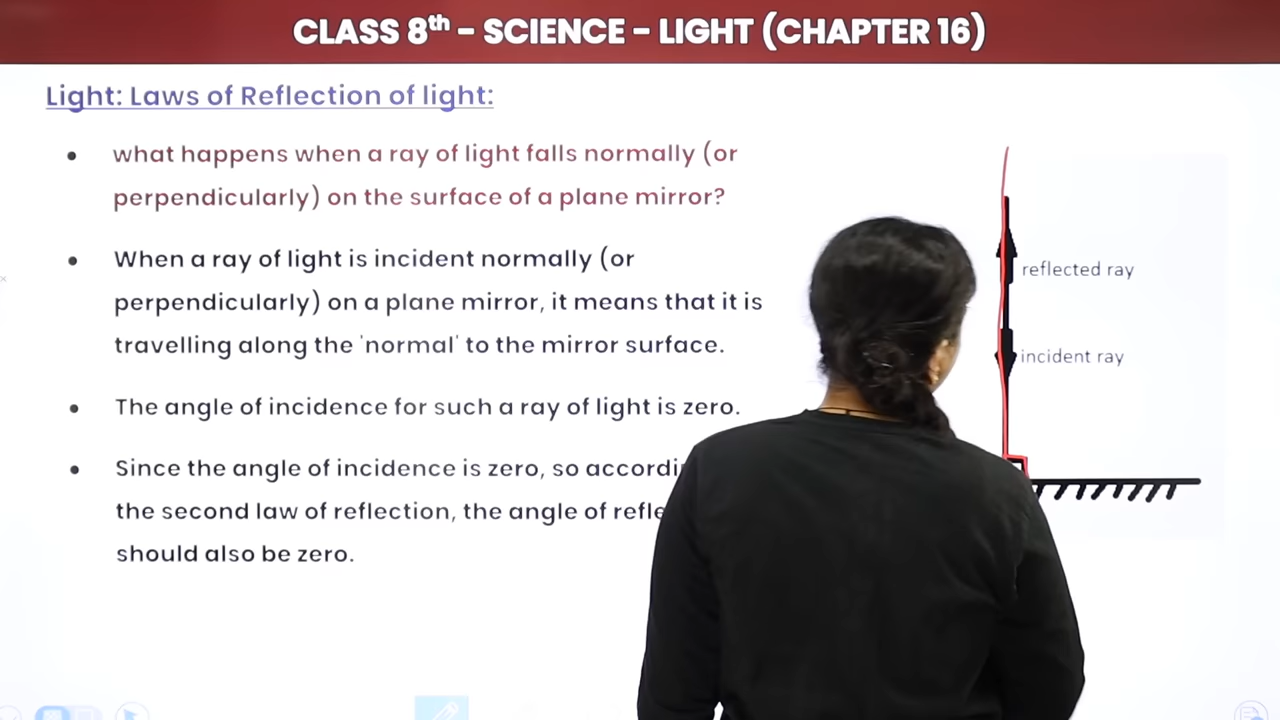 CLASS 8th - SCIENCE - LIGHT (CHAPTER 16)
Light: Laws of Reflection of light:
what happens when a ray of light falls normally (or
perpendicularly) on the surface of a plane mirror?
When a ray of light is incident normally (or
perpendicularly) on a plane mirror, it means that it is
travelling along the 'normal' to the mirror surface.
The angle of incidence for such a ray of light is zero.
Since the angle of incidence is zero, so
the second law of reflection, the angle of
should also be zero.
reflected ray
incident ray